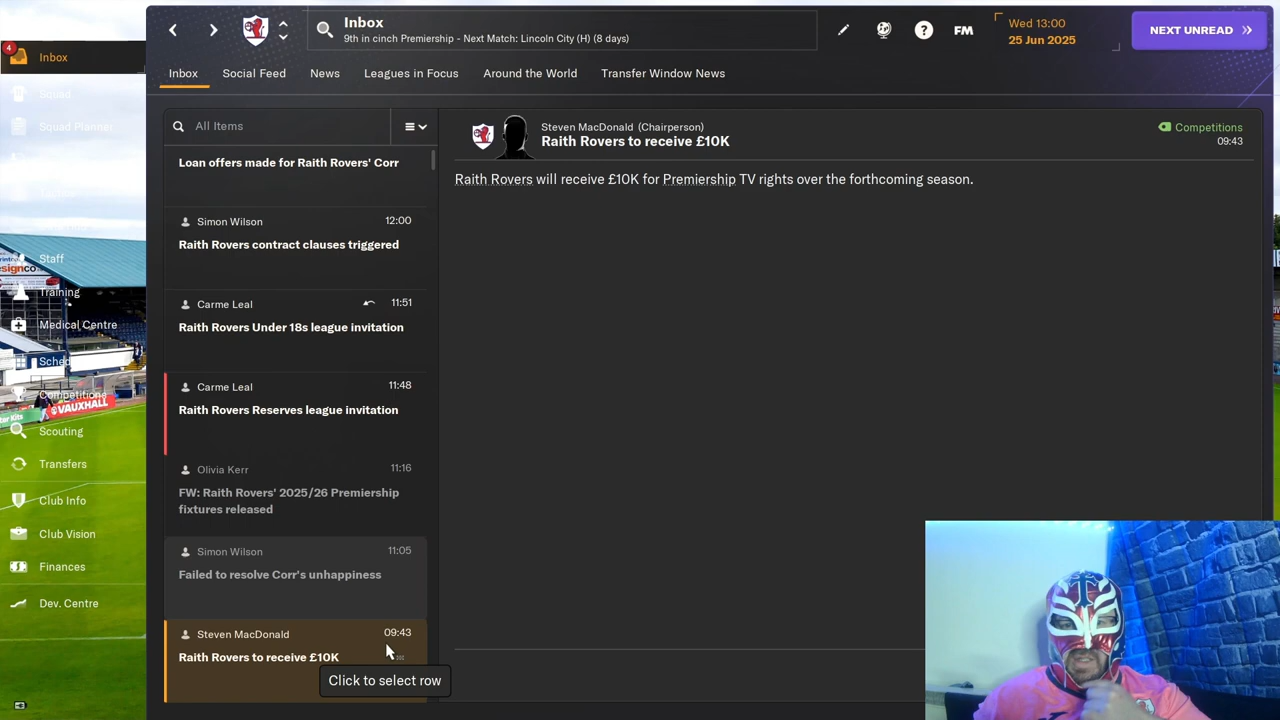 Inbox
9th in cinch Premiership - Next Match: Lincoln City (H) (8 days)
FM
Wed 13:00
25 Jun 2025
NEXT UNREAD
4
Inbox
Squad
Squad Planner
Staff
Training
Medical Centre
Sched
Competitions
Scouting
Transfers
Club Info
Club Vision
Finances
Dev. Centre
VAUXHALL
Inbox
Social Feed
News
Leagues in Focus
Around the World
Transfer Window News
All Items
Loan offers made for Raith Rovers' Corr
Simon Wilson
12:00
Raith Rovers contract clauses triggered
Carme Leal
11:51
Raith Rovers Under 18s league invitation
Carme Leal
11:48
Raith Rovers Reserves league invitation
Olivia Kerr
11:16
FW: Raith Rovers' 2025/26 Premiership
fixtures released
Simon Wilson
11:05
Failed to resolve Corr's unhappiness
Steven MacDonald
09:43
Raith Rovers to receive £10K
Click to select row
Steven MacDonald (Chairperson)
Raith Rovers to receive £10K
Competitions
09:43
Raith Rovers will receive £10K for Premiership TV rights over the forthcoming season.